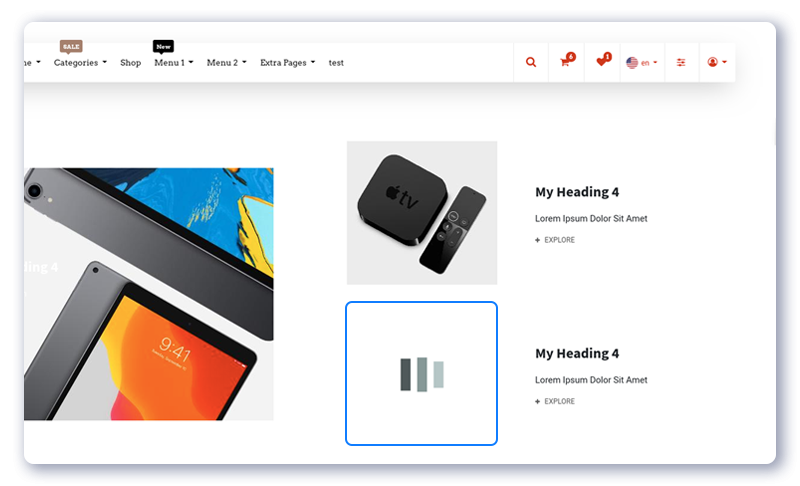 SALE
New
ne
Categories
Shop
Menu 1
Menu 2
Extra Pages
test
6
1
en
tv
My Heading 4
Lorem Ipsum Dolor Sit Amet
+ EXPLORE
ding 4
9:41
My Heading 4
Lorem Ipsum Dolor Sit Amet
+ EXPLORE